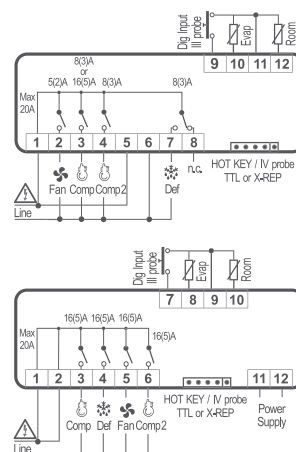 Dig Input
III probe
Evap
Room
9 10 11 12
8(3)A
or
5(2)A 16(5)A 8(3)A 8(3)A
Max
20A
1 2 3 4 5 6 7 8
n.c.
Fan Comp Comp2 Def
HOT KEY / IV probe
TTL or X-REP
Line
Dig Input
III probe
Evap
Room
7 8 9 10
16(5)A 16(5)A 16(5)A
16(5)A
Max
20A
1 2 3 4 5 6 11 12
HOT KEY / IV probe
TTL or X-REP
Comp Def Fan Comp2
Power
Supply
Line